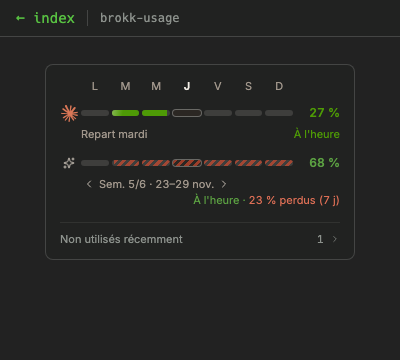 ← index
brokk-usage
L M M J V S D
27 %
Repart mardi À l'heure
68 %
‹ Sem. 5/6 · 23–29 nov. ›
À l'heure · 23 % perdus (7 j)
Non utilisés récemment 1 ›